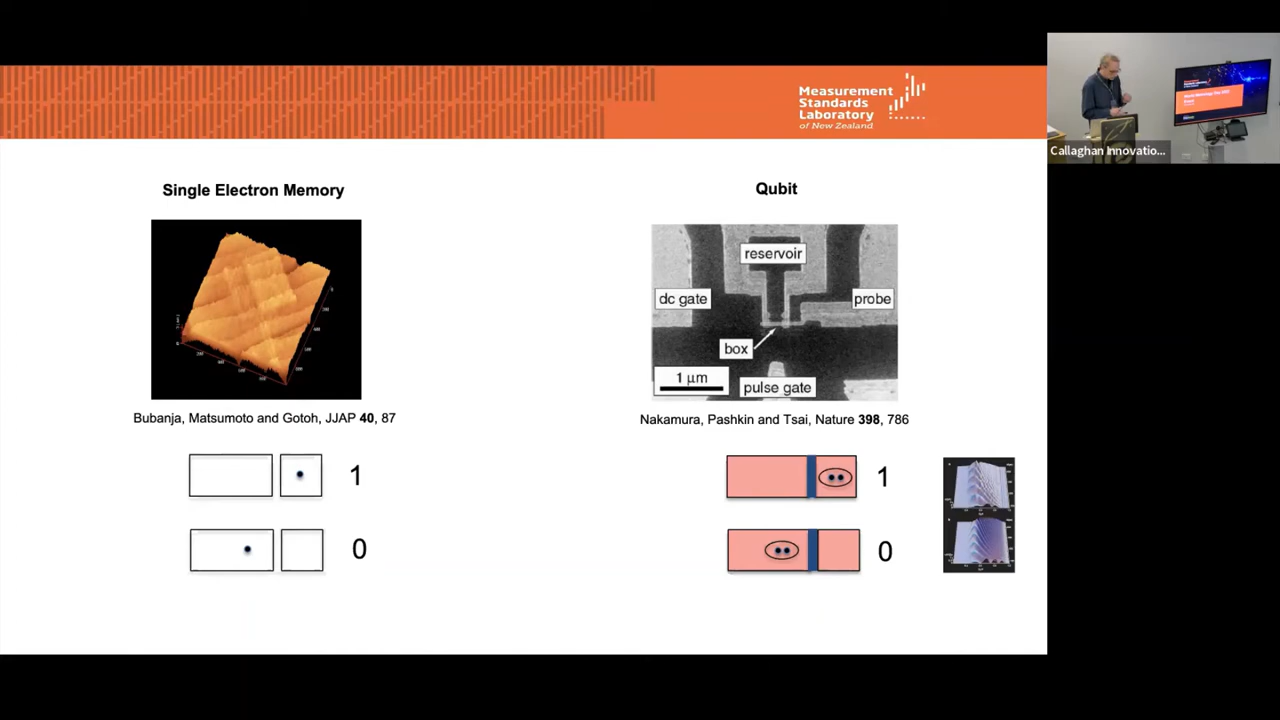 Measurement
Standards
Laboratory
of New Zealand
Callaghan Innovatio...
Single Electron Memory
Qubit
reservoir
dc gate
probe
box
1 μm
pulse gate
Bubanja, Matsumoto and Gotoh, JJAP 40, 87
Nakamura, Pashkin and Tsai, Nature 398, 786
1
1
0
0